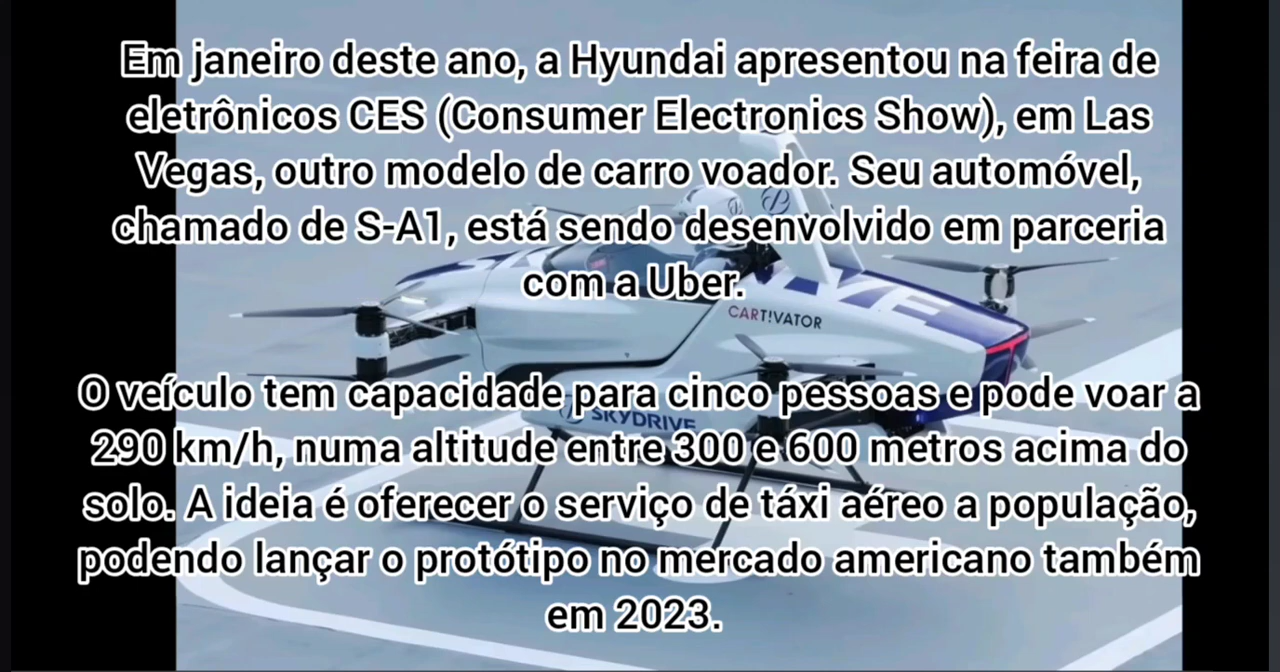 Em janeiro deste ano, a Hyundai apresentou na feira de
eletrônicos CES (Consumer Electronics Show), em Las
Vegas, outro modelo de carro voador. Seu automóvel,
chamado de S-A1, está sendo desenvolvido em parceria
com a Uber.
CART!VATOR
O veículo tem capacidade para cinco pessoas e pode voar a
SKYDRIVE
290 km/h, numa altitude entre 300 e 600 metros acima do
solo. A ideia é oferecer o serviço de táxi aéreo a população,
podendo lançar o protótipo no mercado americano também
em 2023.